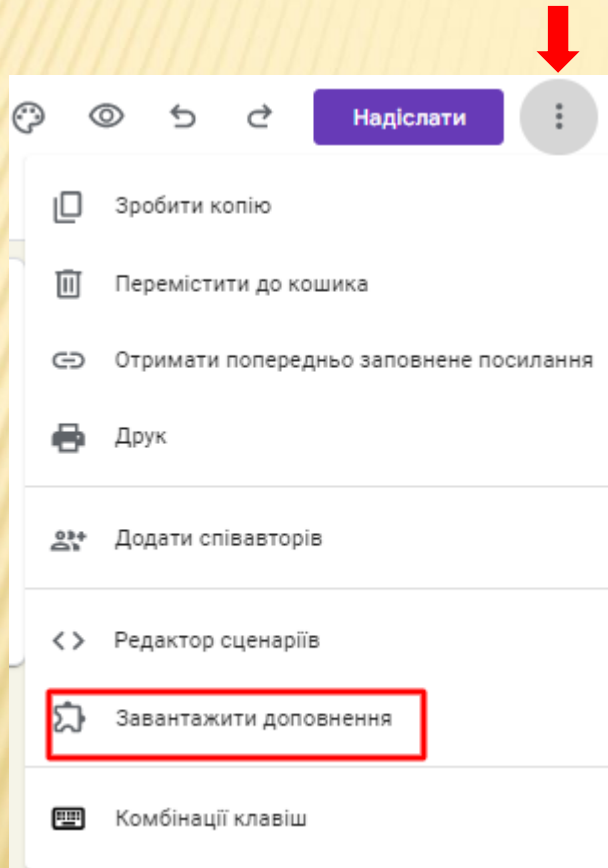 Надіслати
Зробити копію
Перемістити до кошика
Отримати попередньо заповнене посилання
Друк
Додати співавторів
Редактор сценаріїв
Завантажити доповнення
Комбінації клавіш